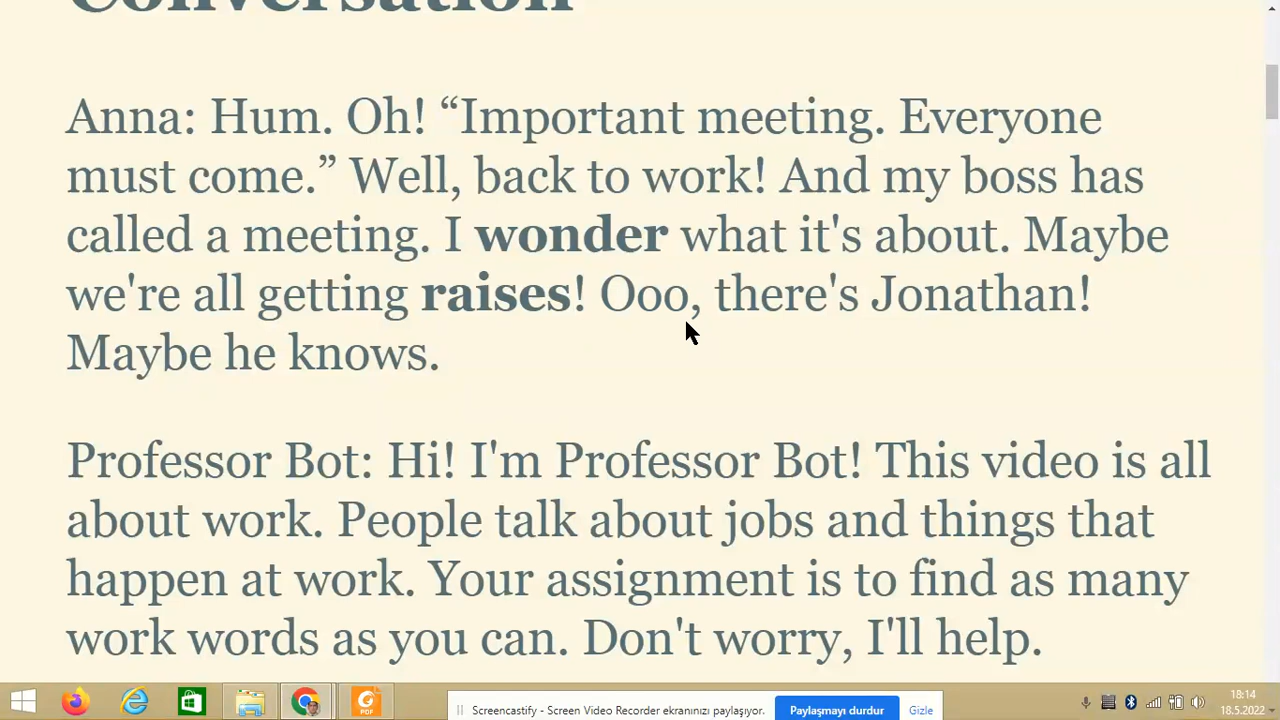 Conversation
Anna: Hum. Oh! “Important meeting. Everyone
must come.” Well, back to work! And my boss has
called a meeting. I wonder what it's about. Maybe
we're all getting raises! Ooo, there's Jonathan!
Maybe he knows.
Professor Bot: Hi! I'm Professor Bot! This video is all
about work. People talk about jobs and things that
happen at work. Your assignment is to find as many
work words as you can. Don't worry, I'll help.
Screencastify - Screen Video Recorder ekranınızı paylaşıyor.
Paylaşmayı durdur
Gizle
PDF
18:14
18.5.2022